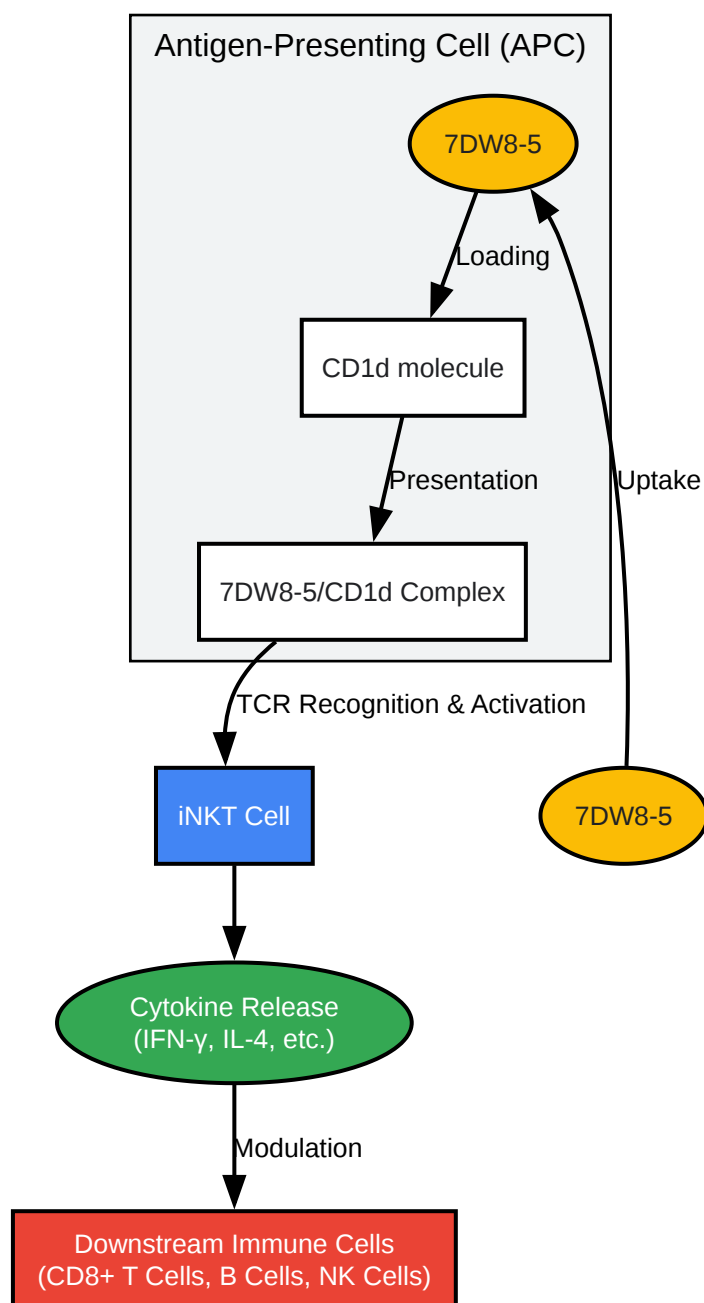 Antigen-Presenting Cell (APC)
7DW8-5
Loading
CD1d molecule
Presentation
Uptake
7DW8-5/CD1d Complex
TCR Recognition & Activation
iNKT Cell
7DW8-5
Cytokine Release
(IFN-γ, IL-4, etc.)
Modulation
Downstream Immune Cells
(CD8+ T Cells, B Cells, NK Cells)